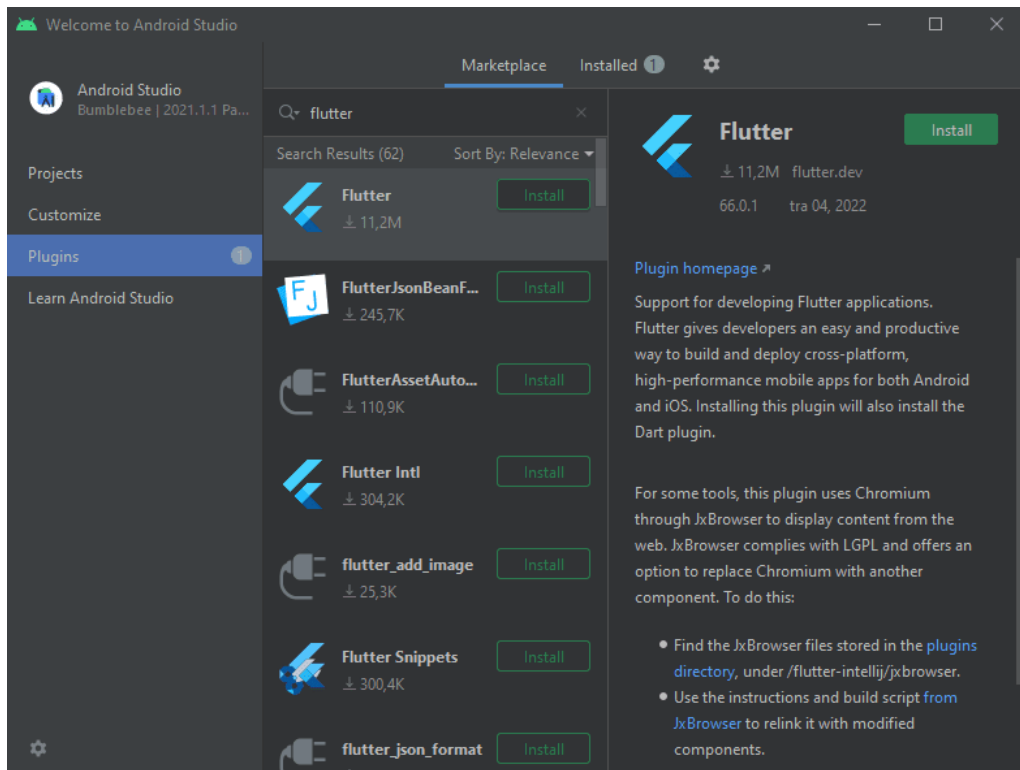 Welcome to Android Studio
Android Studio
Bumblebee | 2021.1.1 Pa...
Projects
Customize
Plugins 1
Learn Android Studio
Marketplace Installed 1
flutter
Search Results (62) Sort By: Relevance
Flutter Install
11,2M
FlutterJsonBeanF... Install
245,7K
FJ
FlutterAssetAuto... Install
110,9K
Flutter Intl Install
304,2K
flutter_add_image Install
25,3K
Flutter Snippets Install
300,4K
flutter_json_format Install
Flutter Install
11,2M flutter.dev
66.0.1 tra 04, 2022
Plugin homepage
Support for developing Flutter applications.
Flutter gives developers an easy and productive
way to build and deploy cross-platform,
high-performance mobile apps for both Android
and iOS. Installing this plugin will also install the
Dart plugin.
For some tools, this plugin uses Chromium
through JxBrowser to display content from the
web. JxBrowser complies with LGPL and offers an
option to replace Chromium with another
component. To do this:
• Find the JxBrowser files stored in the plugins
directory, under /flutter-intellij/jxbrowser.
• Use the instructions and build script from
JxBrowser to relink it with modified
components.